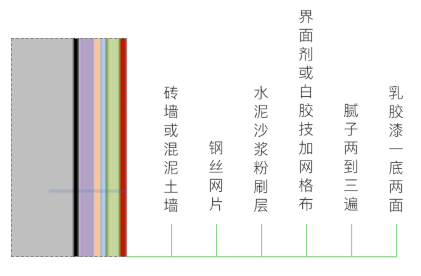 砖墙或混泥土墙
钢丝网片
水泥沙浆粉刷层
界面剂或白胶技加网格布
腻子两到三遍
乳胶漆一底两面